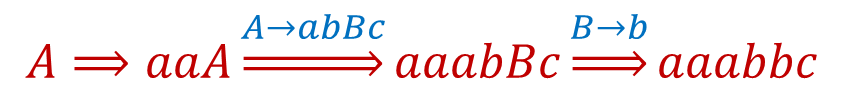 A→abBc B→b
A ⟹ aaA ⟹ aaabBc ⟹ aaabbc